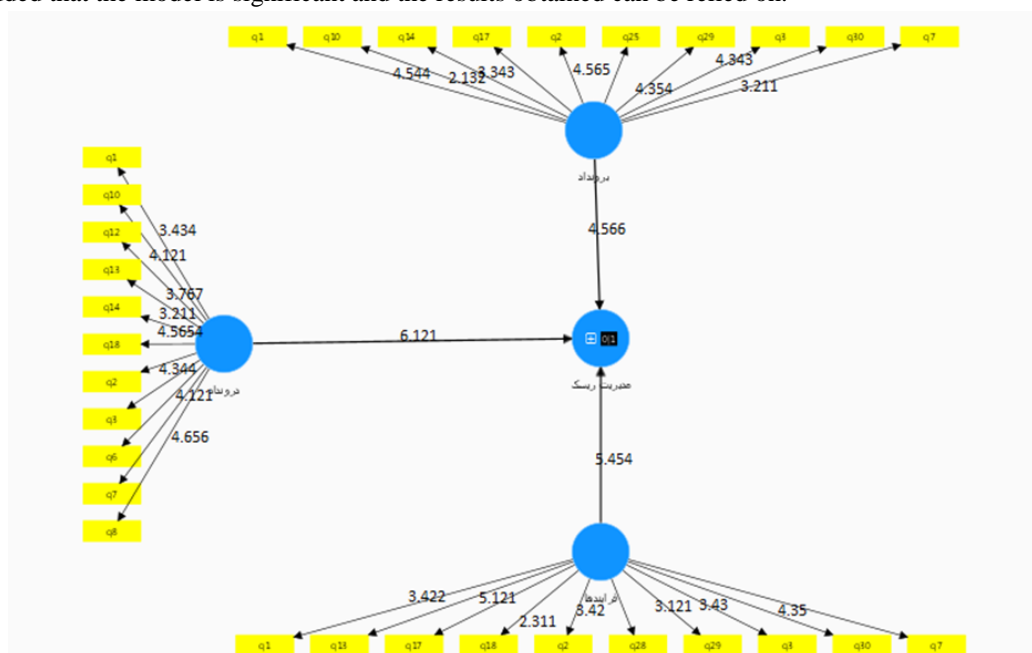 ded that the model is significant and the results obtained can be relied on.
q1 q10 q14 q17 q2 q25 q29 q3 q30 q7
4.544 2.132 3.343 4.565 4.354 4.343 3.211
برونداد
4.566
q1
q10
q12
q13
q14
q18
q2
q3
q6
q7
q8
3.434
4.121
3.767
3.211
4.5654
4.344
4.121
4.656
درونداد
6.121
0|1
مدیریت ریسک
5.454
فرایندها
3.422 5.121 2.311 3.42 3.121 3.43 4.35
q1 q13 q17 q18 q2 q28 q29 q3 q30 q7